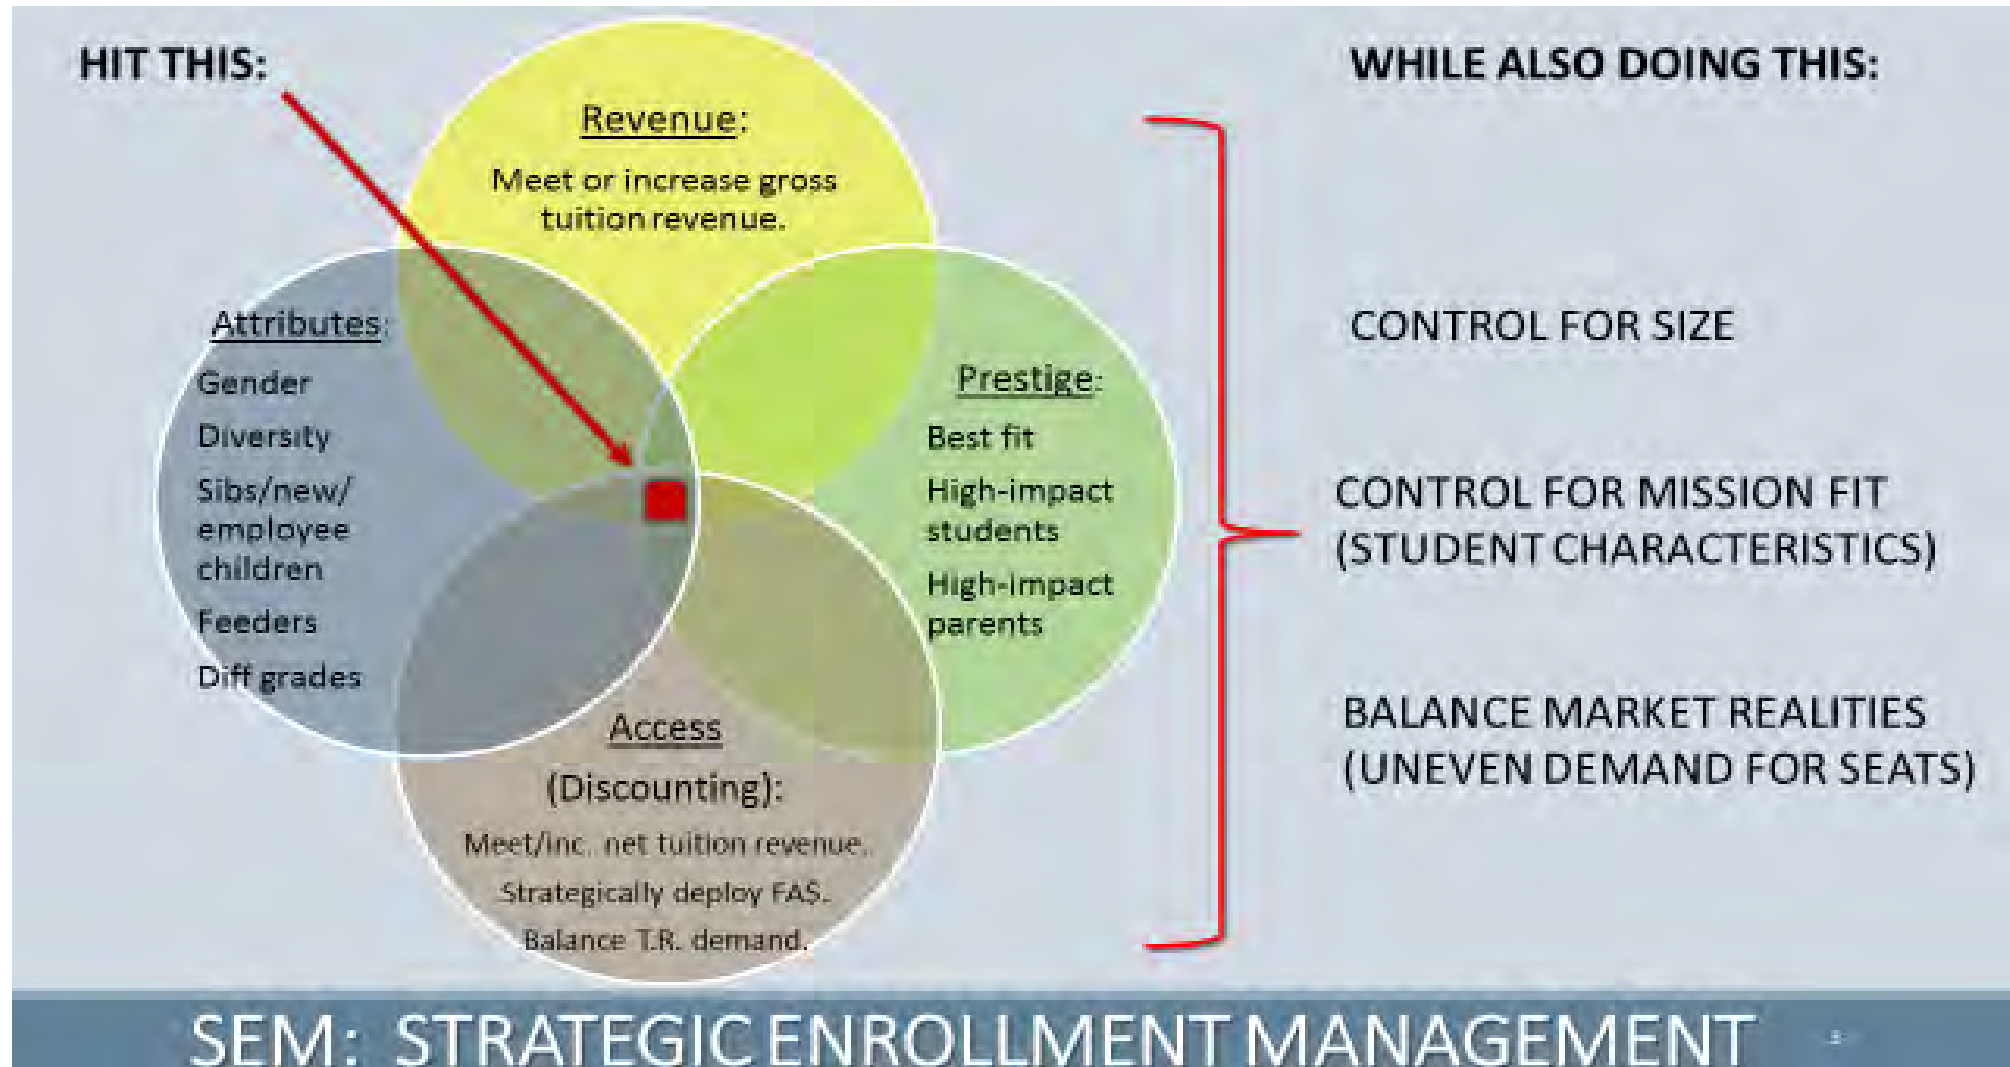 HIT THIS:
Revenue:
Meet or increase gross
tuition revenue.
Attributes:
Gender
Diversity
Sibs/new/
employee
children
Feeders
Diff grades
Prestige:
Best fit
High-impact
students
High-impact
parents
Access
(Discounting):
Meet/inc. net tuition revenue.
Strategically deploy FA$.
Balance T.R. demand.
WHILE ALSO DOING THIS:
CONTROL FOR SIZE
CONTROL FOR MISSION FIT
(STUDENT CHARACTERISTICS)
BALANCE MARKET REALITIES
(UNEVEN DEMAND FOR SEATS)
SEM: STRATEGIC ENROLLMENT MANAGEMENT